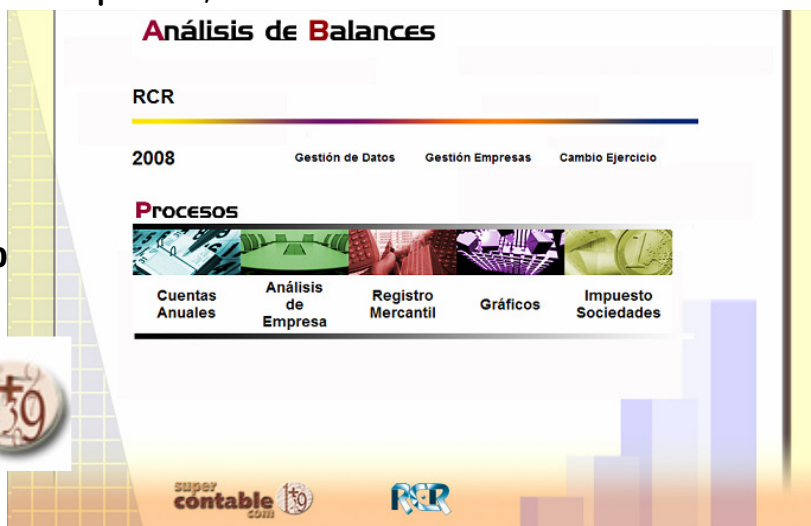 Análisis de Balances
RCR
2008 Gestión de Datos Gestión Empresas Cambio Ejercicio
Procesos
Cuentas Anuales
Análisis de Empresa
Registro Mercantil
Gráficos
Impuesto Sociedades
super contable .com
RCR